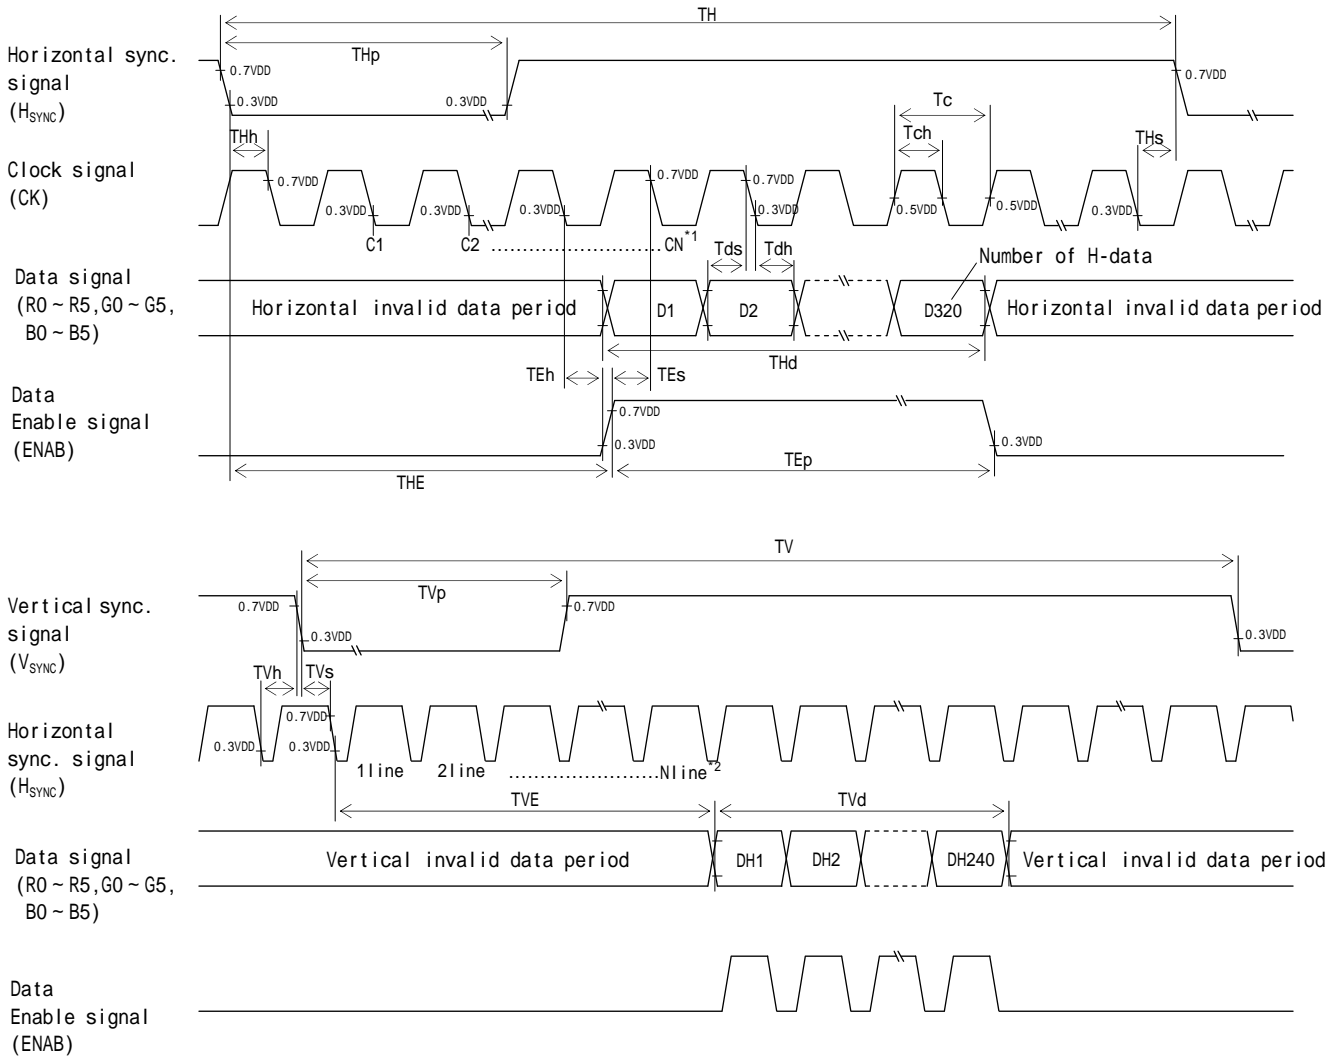 TH
THp
Horizontal sync.
signal
(HSYNC)
0.7VDD
0.3VDD
0.3VDD
0.7VDD
THh
Tc
Tch
THs
Clock signal
(CK)
0.7VDD
0.3VDD
0.3VDD
0.3VDD
0.7VDD
0.7VDD
0.3VDD
0.5VDD
0.5VDD
0.3VDD
C1
C2 ........................ CN*1
Tds
Tdh
Number of H-data
Data signal
(R0~R5,G0~G5,
B0~B5)
Horizontal invalid data period
D1
D2
D320
Horizontal invalid data period
THd
TEh
TEs
Data
Enable signal
(ENAB)
0.7VDD
0.3VDD
0.3VDD
THE
TEp
TV
TVp
Vertical sync.
signal
(VSYNC)
0.7VDD
0.3VDD
0.7VDD
0.3VDD
TVh
TVs
Horizontal
sync. signal
(HSYNC)
0.7VDD
0.3VDD
0.3VDD
1line
2line ........................Nline*2
TVE
TVd
Data signal
(R0~R5,G0~G5,
B0~B5)
Vertical invalid data period
DH1
DH2
DH240
Vertical invalid data period
Data
Enable signal
(ENAB)